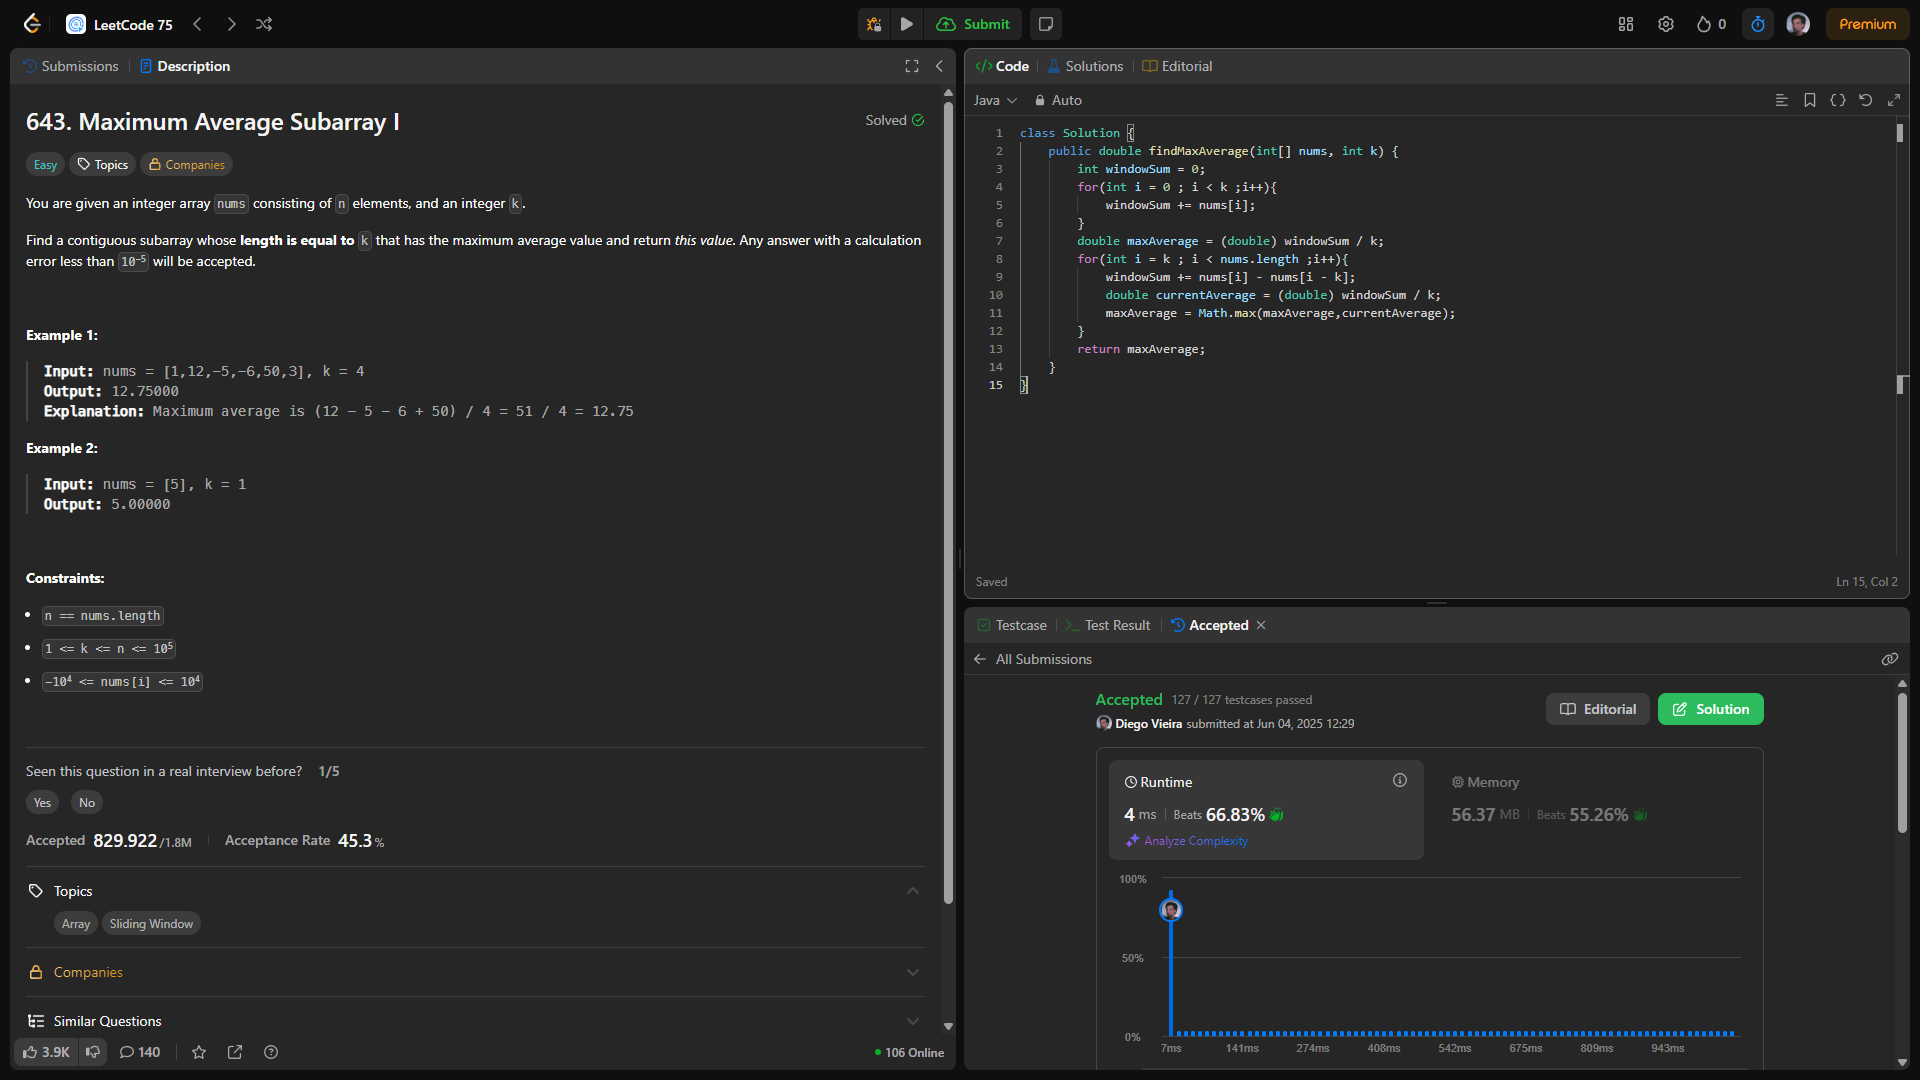 LeetCode 75
Submit
0
Premium
Submissions
Description
643. Maximum Average Subarray I
Solved
Easy
Topics
Companies
You are given an integer array nums consisting of n elements, and an integer k.
Find a contiguous subarray whose length is equal to k that has the maximum average value and return this value. Any answer with a calculation
error less than 10⁻⁵ will be accepted.
Example 1:
Input: nums = [1,12,-5,-6,50,3], k = 4
Output: 12.75000
Explanation: Maximum average is (12 - 5 - 6 + 50) / 4 = 51 / 4 = 12.75
Example 2:
Input: nums = [5], k = 1
Output: 5.00000
Constraints:
• n == nums.length
• 1 <= k <= n <= 10⁵
• -10⁴ <= nums[i] <= 10⁴
Seen this question in a real interview before? 1/5
Yes
No
Accepted 829.922/1.8M
Acceptance Rate 45.3%
Topics
Array
Sliding Window
Companies
Similar Questions
3.9K
140
106 Online
</> Code
Solutions
Editorial
Java
Auto
1 class Solution {
2 public double findMaxAverage(int[] nums, int k) {
3 int windowSum = 0;
4 for(int i = 0 ; i < k ;i++){
5 windowSum += nums[i];
6 }
7 double maxAverage = (double) windowSum / k;
8 for(int i = k ; i < nums.length ;i++){
9 windowSum += nums[i] - nums[i - k];
10 double currentAverage = (double) windowSum / k;
11 maxAverage = Math.max(maxAverage,currentAverage);
12 }
13 return maxAverage;
14 }
15 }
Saved
Ln 15, Col 2
Testcase
Test Result
Accepted
All Submissions
Accepted 127 / 127 testcases passed
Diego Vieira submitted at Jun 04, 2025 12:29
Editorial
Solution
Runtime
4 ms
Beats 66.83%
Analyze Complexity
Memory
56.37 MB
Beats 55.26%
100%
50%
0%
7ms 141ms 274ms 408ms 542ms 675ms 809ms 943ms